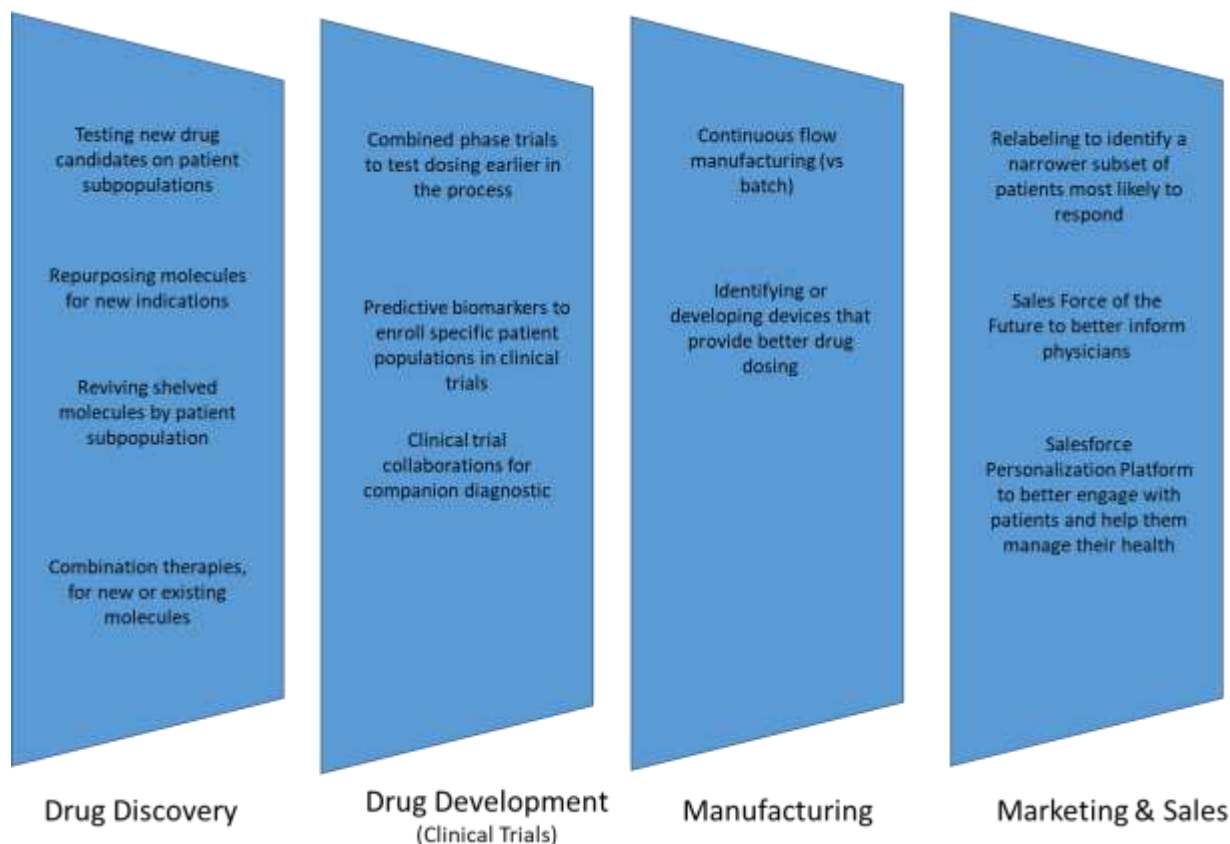 Testing new drug
candidates on patient
subpopulations
Repurposing molecules
for new indications
Reviving shelved
molecules by patient
subpopulation
Combination therapies,
for new or existing
molecules
Drug Discovery
Combined phase trials
to test dosing earlier in
the process
Predictive biomarkers to
enroll specific patient
populations in clinical
trials
Clinical trial
collaborations for
companion diagnostic
Drug Development
(Clinical Trials)
Continuous flow
manufacturing (vs
batch)
Identifying or
developing devices that
provide better drug
dosing
Manufacturing
Relabeling to identify a
narrower subset of
patients most likely to
respond
Sales Force of the
Future to better inform
physicians
Salesforce
Personalization Platform
to better engage with
patients and help them
manage their health
Marketing & Sales